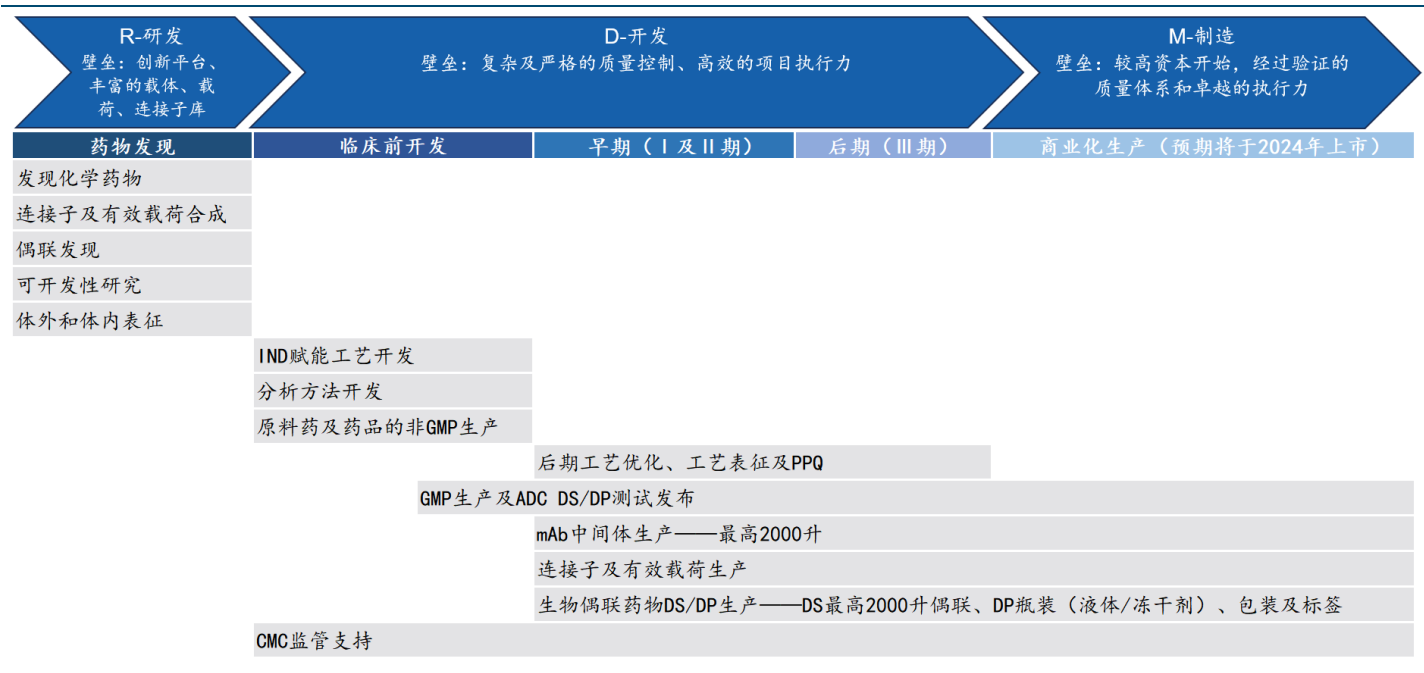 R-研发
壁垒：创新平台、
丰富的载体、载
荷、连接子库
D-开发
壁垒：复杂及严格的质量控制、高效的项目执行力
M-制造
壁垒：较高资本开始，经过验证的
质量体系和卓越的执行力
药物发现
临床前开发
早期（Ⅰ及Ⅱ期）
后期（Ⅲ期）
商业化生产（预期将于2024年上市）
发现化学药物
连接子及有效载荷合成
偶联发现
可开发性研究
体外和体内表征
IND赋能工艺开发
分析方法开发
原料药及药品的非GMP生产
后期工艺优化、工艺表征及PPQ
GMP生产及ADC DS/DP测试发布
mAb中间体生产——最高2000升
连接子及有效载荷生产
生物偶联药物DS/DP生产——DS最高2000升偶联、DP瓶装（液体/冻干剂）、包装及标签
CMC监管支持